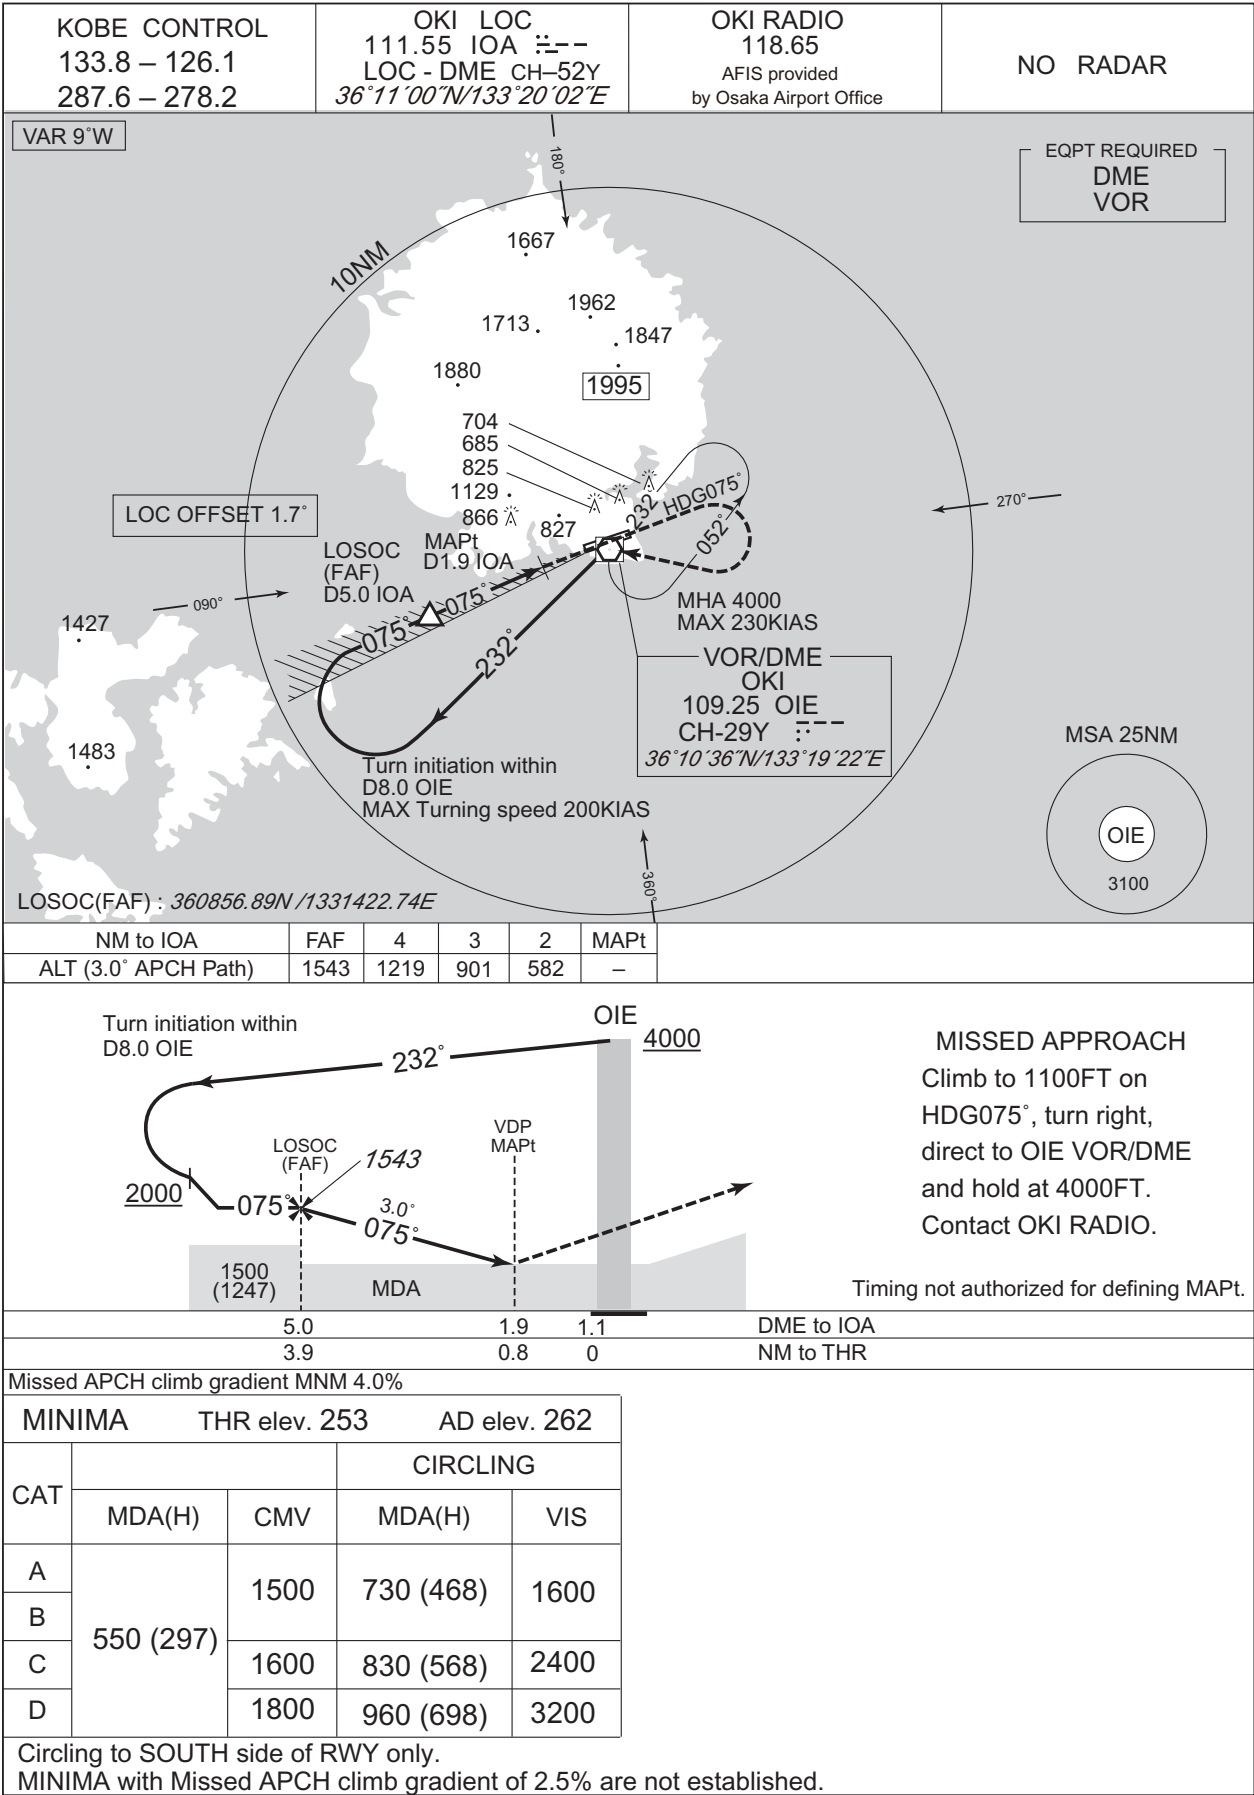 KOBE CONTROL
133.8 – 126.1
287.6 – 278.2
OKI LOC
111.55 IOA
LOC - DME CH–52Y
36°11´00˝N/133°20´02˝E
OKI RADIO
118.65
AFIS provided
by Osaka Airport Office
NO RADAR
VAR 9°W
180°
EQPT REQUIRED
DME
VOR
10NM
1667
1962
1713
1847
1880
1995
704
685
825
1129
866
827
232°
HDG075°
052°
270°
LOC OFFSET 1.7°
LOSOC
(FAF)
D5.0 IOA
MAPt
D1.9 IOA
090°
075°
075°
232°
1427
1483
MHA 4000
MAX 230KIAS
VOR/DME
OKI
109.25 OIE
CH-29Y
36°10´36˝N/133°19´22˝E
Turn initiation within
D8.0 OIE
MAX Turning speed 200KIAS
360°
MSA 25NM
OIE
3100
LOSOC(FAF) : 360856.89N /1331422.74E
NM to IOA FAF 4 3 2 MAPt
ALT (3.0° APCH Path) 1543 1219 901 582 –
Turn initiation within
D8.0 OIE
232°
OIE
4000
LOSOC
(FAF)
1543
VDP
MAPt
2000
075°
3.0°
075°
1500
(1247)
MDA
MISSED APPROACH
Climb to 1100FT on
HDG075°, turn right,
direct to OIE VOR/DME
and hold at 4000FT.
Contact OKI RADIO.
Timing not authorized for defining MAPt.
5.0 1.9 1.1 DME to IOA
3.9 0.8 0 NM to THR
Missed APCH climb gradient MNM 4.0%
MINIMA THR elev. 253 AD elev. 262
CAT
CIRCLING
MDA(H) CMV MDA(H) VIS
A
B
C
D
550 (297)
1500 730 (468) 1600
1600 830 (568) 2400
1800 960 (698) 3200
Circling to SOUTH side of RWY only.
MINIMA with Missed APCH climb gradient of 2.5% are not established.